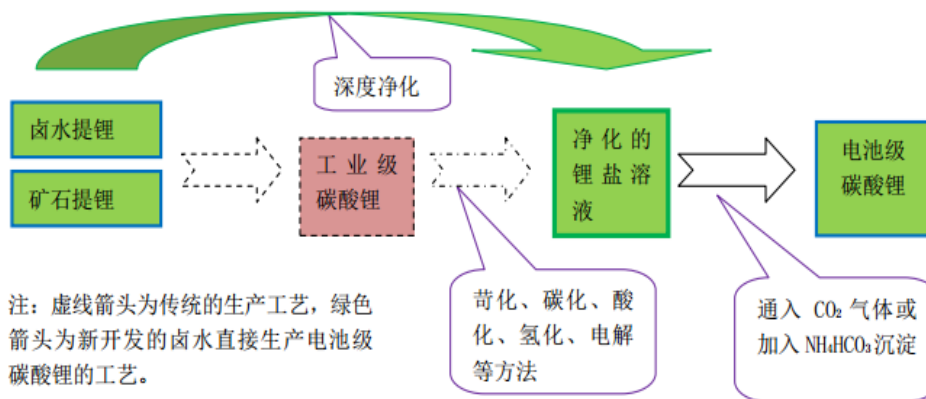 深度净化
卤水提锂
矿石提锂
工业级
碳酸锂
净化的
锂盐溶
液
电池级
碳酸锂
苛化、碳化、酸
化、氢化、电解
等方法
通入 CO₂ 气体或
加入 NH₄HCO₃ 沉淀
注：虚线箭头为传统的生产工艺，绿色
箭头为新开发的卤水直接生产电池级
碳酸锂的工艺。